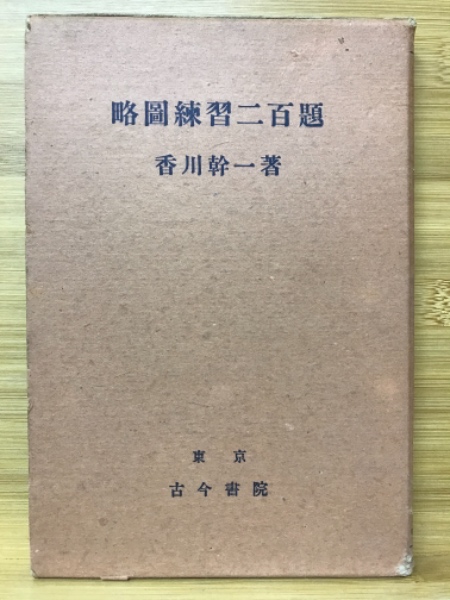 略圖練習二百題
香川幹一著
東京
古今書院